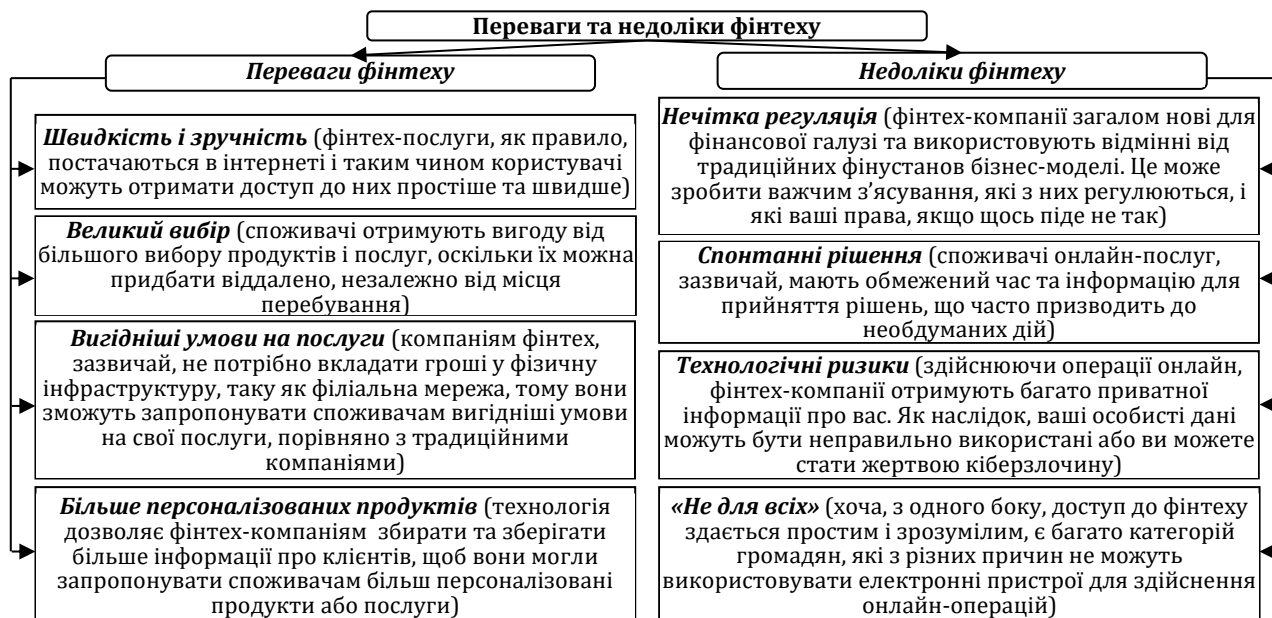 Переваги та недоліки фінтеху
Переваги фінтеху
Швидкість і зручність (фінтех-послуги, як правило,
постачаються в інтернеті і таким чином користувачі
можуть отримати доступ до них простіше та швидше)
Великий вибір (споживачі отримують вигоду від
більшого вибору продуктів і послуг, оскільки їх можна
придбати віддалено, незалежно від місця
перебування)
Вигідніші умови на послуги (компаніям фінтех,
зазвичай, не потрібно вкладати гроші у фізичну
інфраструктуру, таку як філіальна мережа, тому вони
зможуть запропонувати споживачам вигідніші умови
на свої послуги, порівняно з традиційними
компаніями)
Більше персоналізованих продуктів (технологія
дозволяє фінтех-компаніям збирати та зберігати
більше інформації про клієнтів, щоб вони могли
запропонувати споживачам більш персоналізовані
продукти або послуги)
Недоліки фінтеху
Нечітка регуляція (фінтех-компанії загалом нові для
фінансової галузі та використовують відмінні від
традиційних фінустанов бізнес-моделі. Це може
зробити важчим з’ясування, які з них регулюються, і
які ваші права, якщо щось піде не так)
Спонтанні рішення (споживачі онлайн-послуг,
зазвичай, мають обмежений час та інформацію для
прийняття рішень, що часто призводить до
необдуманих дій)
Технологічні ризики (здійснюючи операції онлайн,
фінтех-компанії отримують багато приватної
інформації про вас. Як наслідок, ваші особисті дані
можуть бути неправильно використані або ви можете
стати жертвою кіберзлочину)
«Не для всіх» (хоча, з одного боку, доступ до фінтеху
здається простим і зрозумілим, є багато категорій
громадян, які з різних причин не можуть
використовувати електронні пристрої для здійснення
онлайн-операцій)